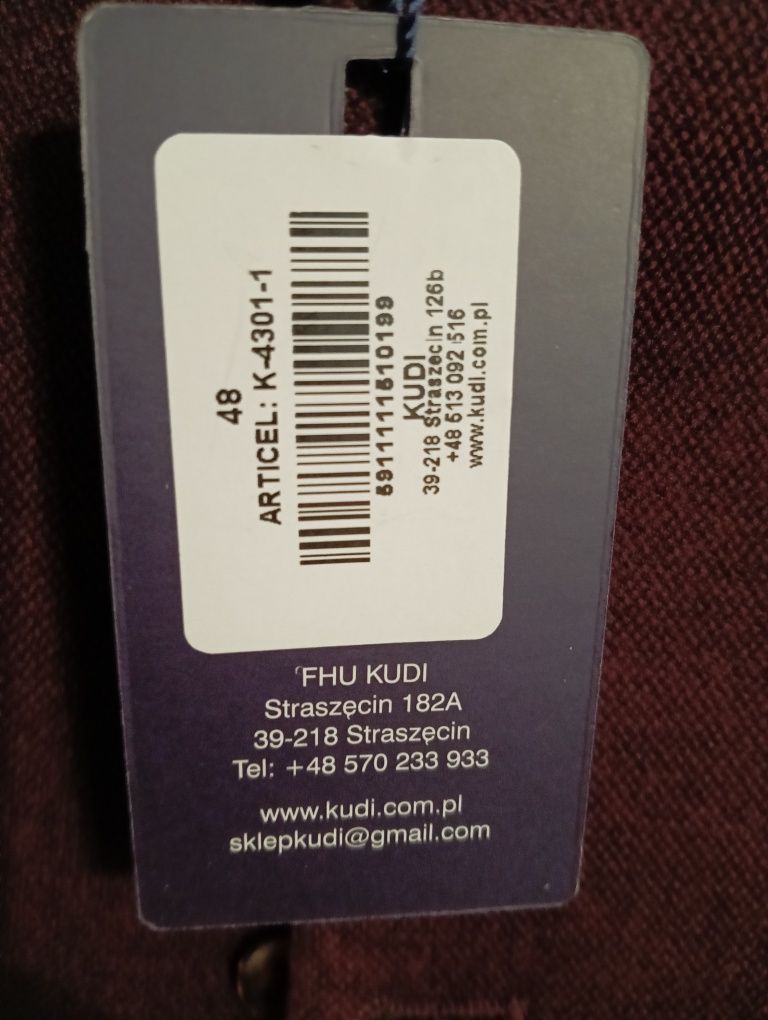 48
ARTICEL: K-4301-1
5911111510199
KUDI
39-218 Straszecin 126b
+48 513 092 516
www.kudi.com.pl
FHU KUDI
Straszęcin 182A
39-218 Straszęcin
Tel: +48 570 233 933
www.kudi.com.pl
sklepkudi@gmail.com